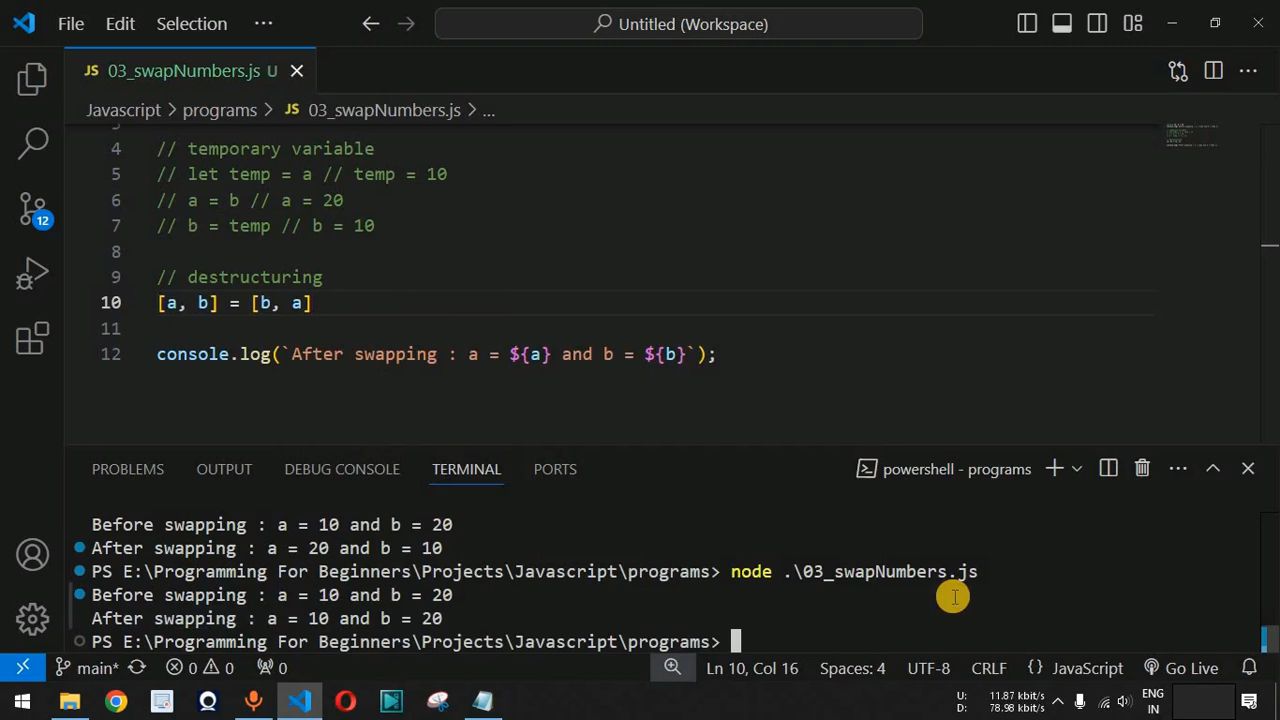 File Edit Selection ··· Untitled (Workspace)
JS 03_swapNumbers.js U
Javascript > programs > JS 03_swapNumbers.js > ...
4 // temporary variable
5 // let temp = a // temp = 10
6 // a = b // a = 20
7 // b = temp // b = 10
8
9 // destructuring
10 [a, b] = [b, a]
11
12 console.log(`After swapping : a = ${a} and b = ${b}`);
PROBLEMS OUTPUT DEBUG CONSOLE TERMINAL PORTS powershell - programs
Before swapping : a = 10 and b = 20
After swapping : a = 20 and b = 10
PS E:\Programming For Beginners\Projects\Javascript\programs> node .\03_swapNumbers.js
Before swapping : a = 10 and b = 20
After swapping : a = 10 and b = 20
PS E:\Programming For Beginners\Projects\Javascript\programs>
12
main* 0 0 0 Ln 10, Col 16 Spaces: 4 UTF-8 CRLF {} JavaScript Go Live
U: 11.87 kbit/s
D: 78.98 kbit/s
ENG
IN